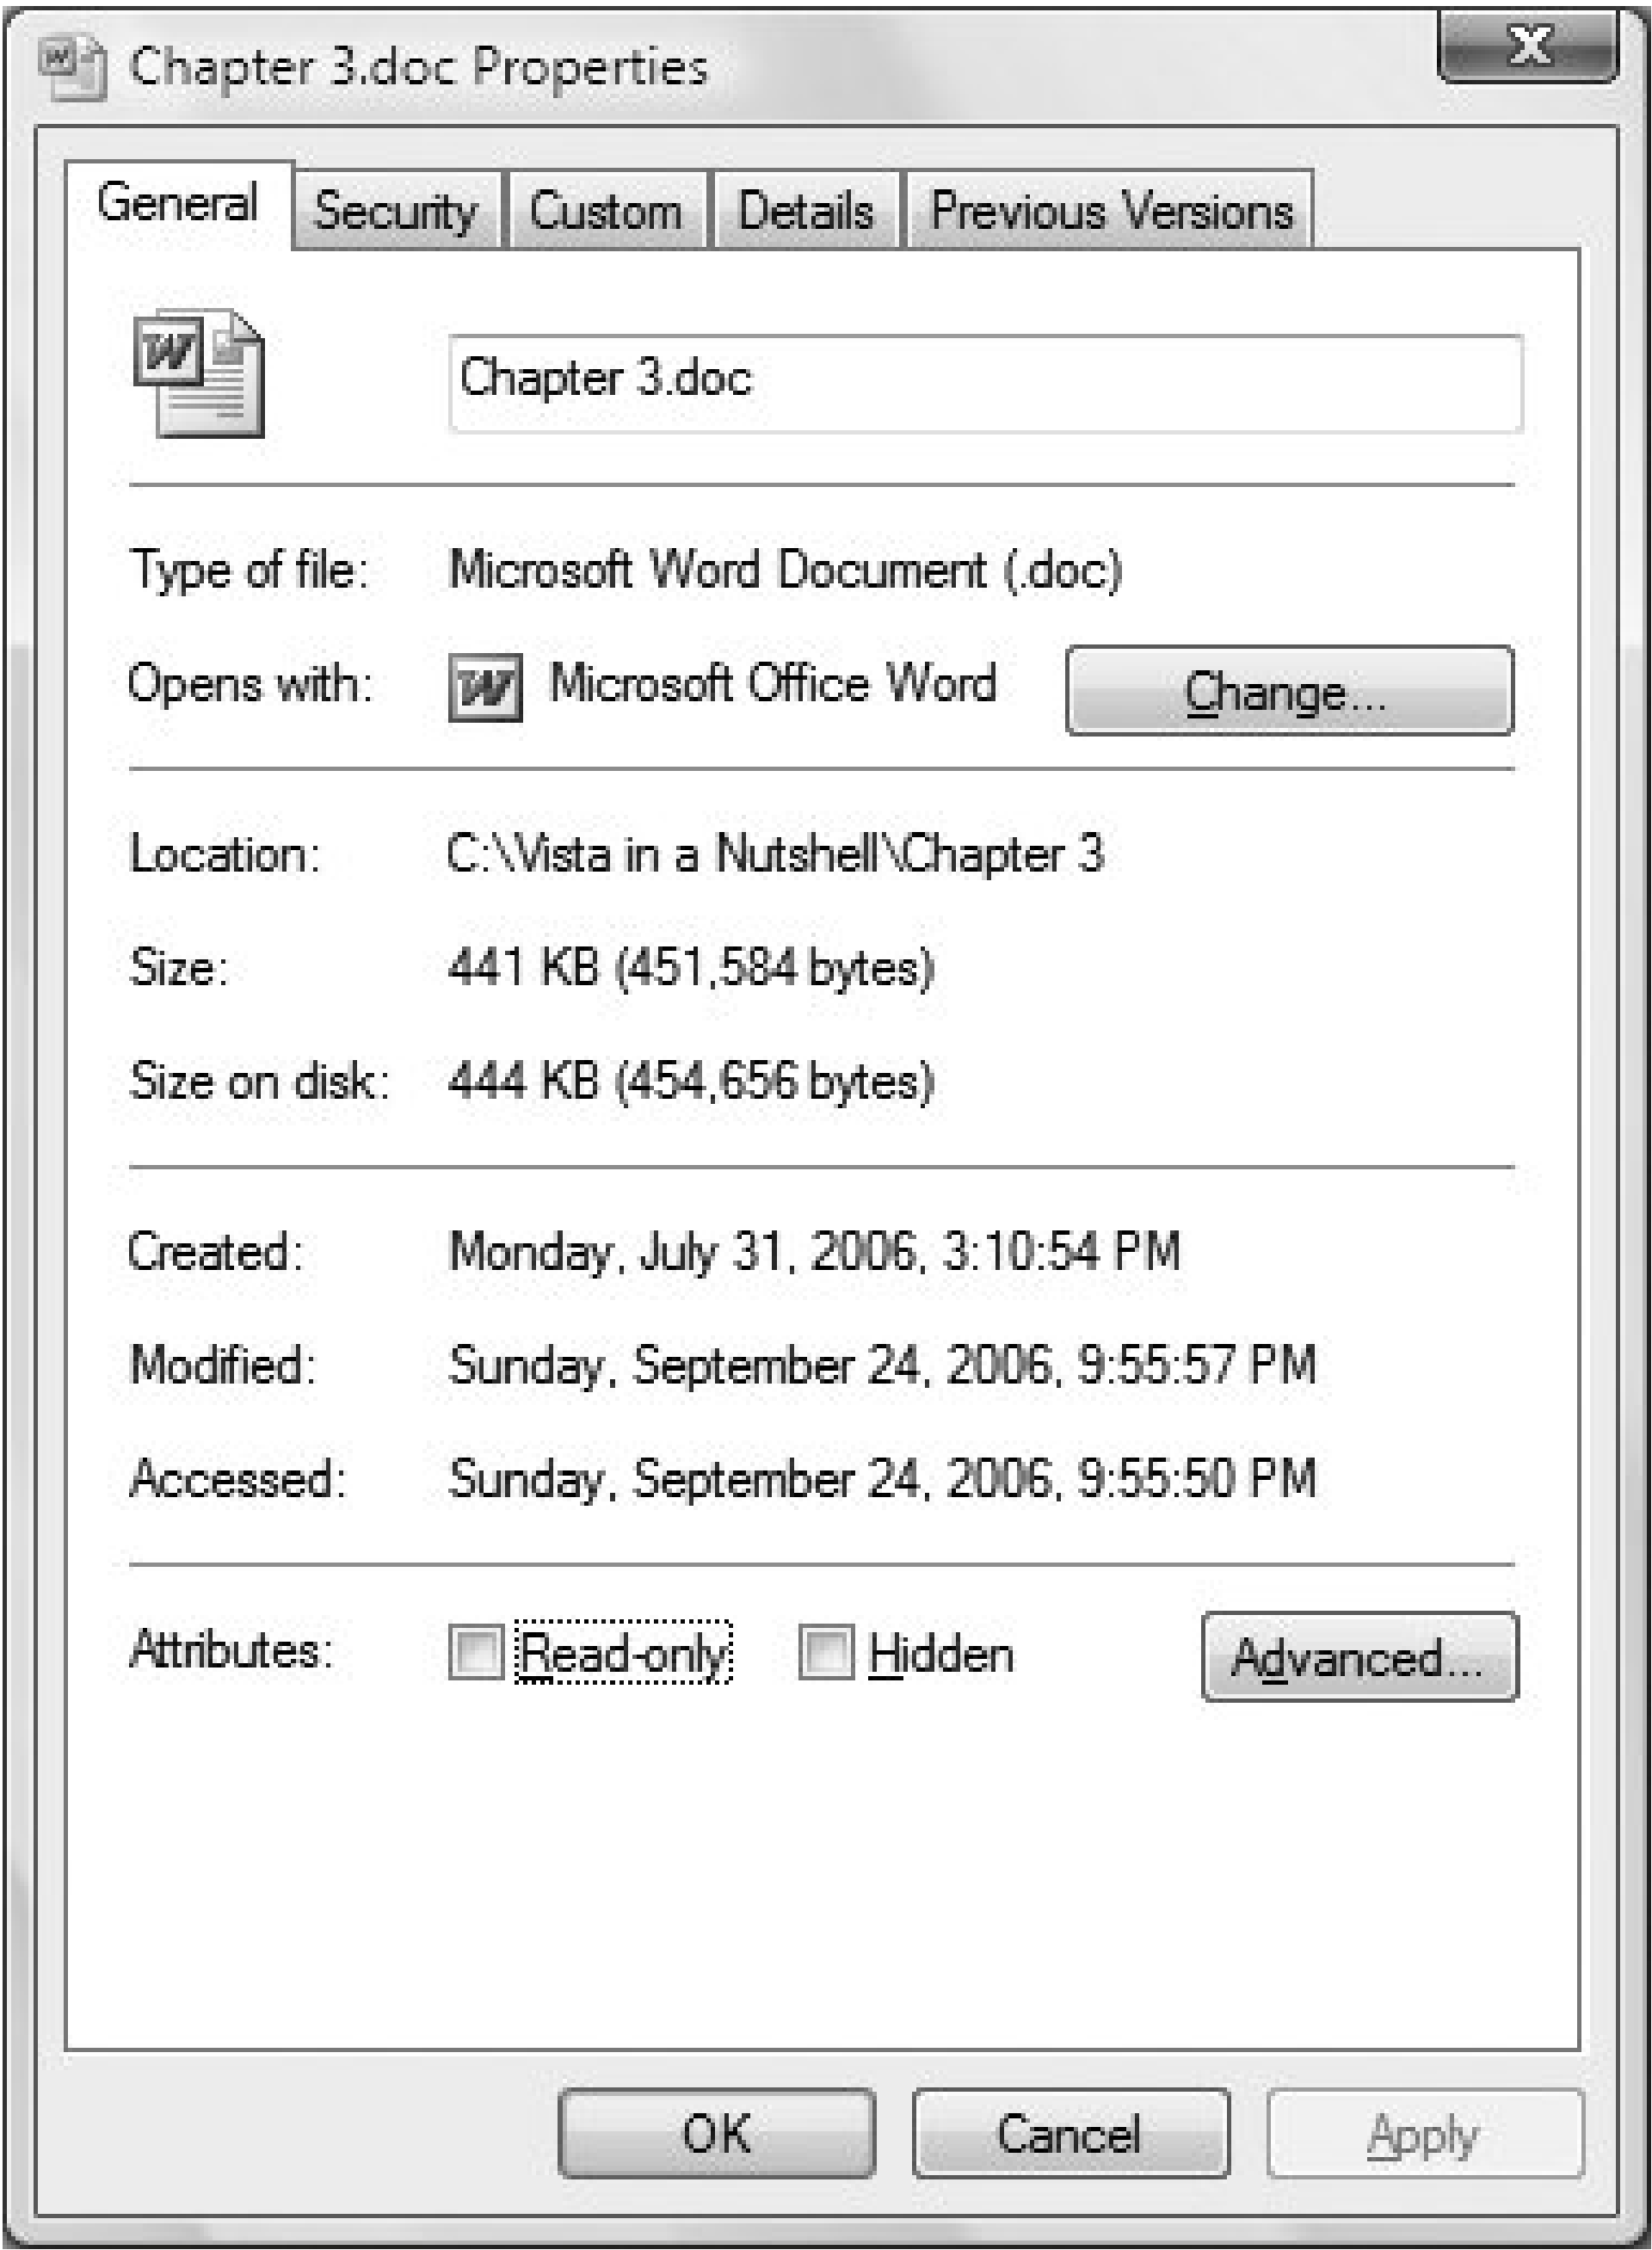 Chapter 3.doc Properties
General Security Custom Details Previous Versions
Chapter 3.doc
Type of file: Microsoft Word Document (.doc)
Opens with: Microsoft Office Word Change...
Location: C:\Vista in a Nutshell\Chapter 3
Size: 441 KB (451,584 bytes)
Size on disk: 444 KB (454,656 bytes)
Created: Monday, July 31, 2006, 3:10:54 PM
Modified: Sunday, September 24, 2006, 9:55:57 PM
Accessed: Sunday, September 24, 2006, 9:55:50 PM
Attributes: Read-only Hidden Advanced...
OK Cancel Apply